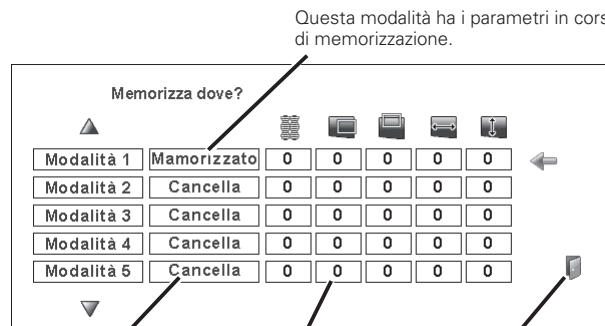 Questa modalità ha i parametri in cors
di memorizzazione.
Memorizza dove?
Modalità 1 Mamorizzato 0 0 0 0 0
Modalità 2 Cancella 0 0 0 0 0
Modalità 3 Cancella 0 0 0 0 0
Modalità 4 Cancella 0 0 0 0 0
Modalità 5 Cancella 0 0 0 0 0